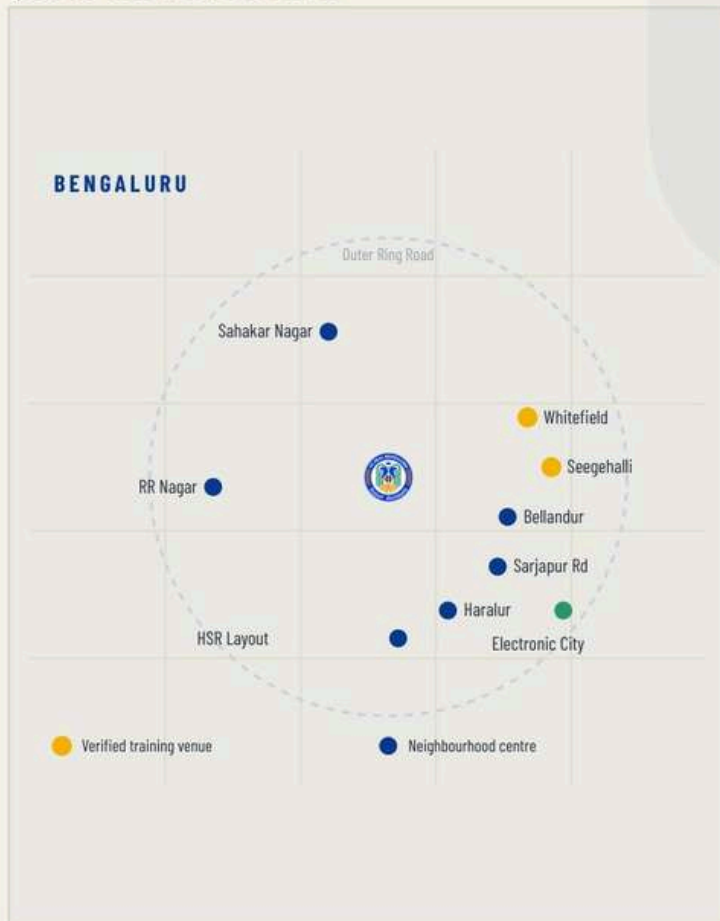 BENGALURU
Outer Ring Road
Sahakar Nagar
Whitefield
Seegehalli
RR Nagar
Bellandur
Sarjapur Rd
Haralur
HSR Layout
Electronic City
Verified training venue
Neighbourhood centre